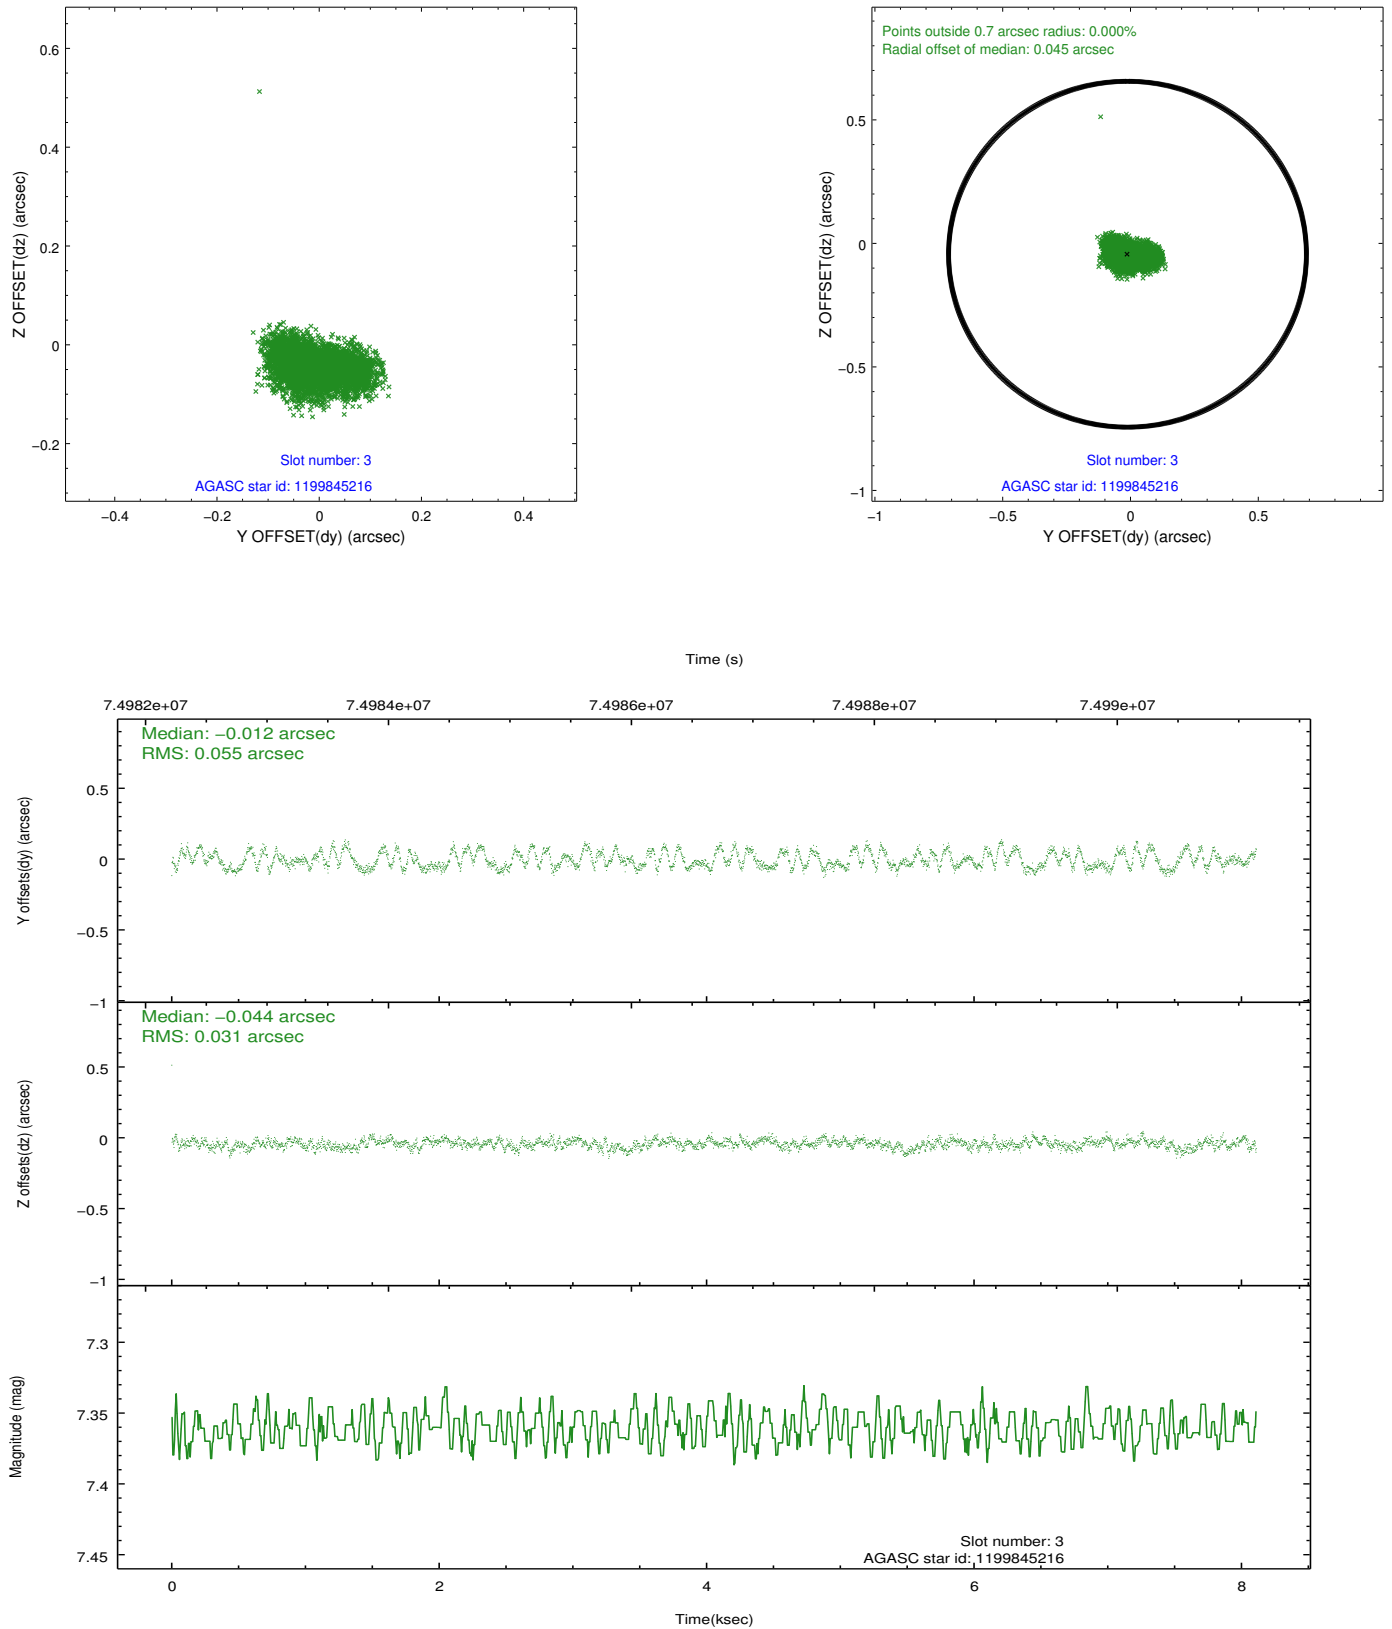 0.6
0.4
0.2
0
−0.2
Z OFFSET(dz) (arcsec)
Slot number: 3
AGASC star id: 1199845216
−0.4
−0.2
0
0.2
0.4
Y OFFSET(dy) (arcsec)
Points outside 0.7 arcsec radius: 0.000%
Radial offset of median: 0.045 arcsec
0.5
0
−0.5
−1
Z OFFSET(dz) (arcsec)
Slot number: 3
AGASC star id: 1199845216
−1
−0.5
0
0.5
Y OFFSET(dy) (arcsec)
Time (s)
7.4982e+07
7.4984e+07
7.4986e+07
7.4988e+07
7.499e+07
Median: −0.012 arcsec
RMS: 0.055 arcsec
0.5
0
−0.5
−1
Y offsets(dy) (arcsec)
Median: −0.044 arcsec
RMS: 0.031 arcsec
0.5
0
−0.5
−1
Z offsets(dz) (arcsec)
7.3
7.35
7.4
7.45
Magnitude (mag)
Slot number: 3
AGASC star id: 1199845216
0
2
4
6
8
Time(ksec)